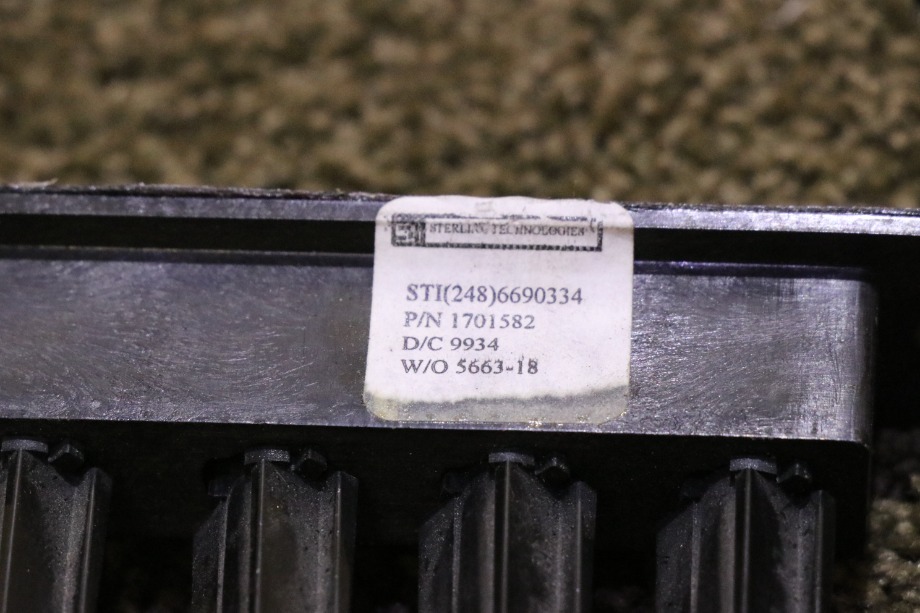 STERLING TECHNOLOGIES
STI(248)6690334
P/N 1701582
D/C 9934
W/O 5663-18